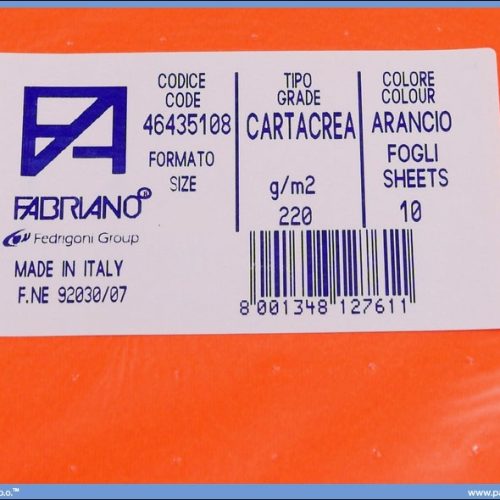 CODICE
CODE
46435108
FORMATO
SIZE
TIPO
GRADE
CARTACREA
g/m2
220
COLORE
COLOUR
ARANCIO
FOGLI
SHEETS
10
FABRIANO®
Fedrigoni Group
MADE IN ITALY
F.NE 92030/07
8 001348 127611